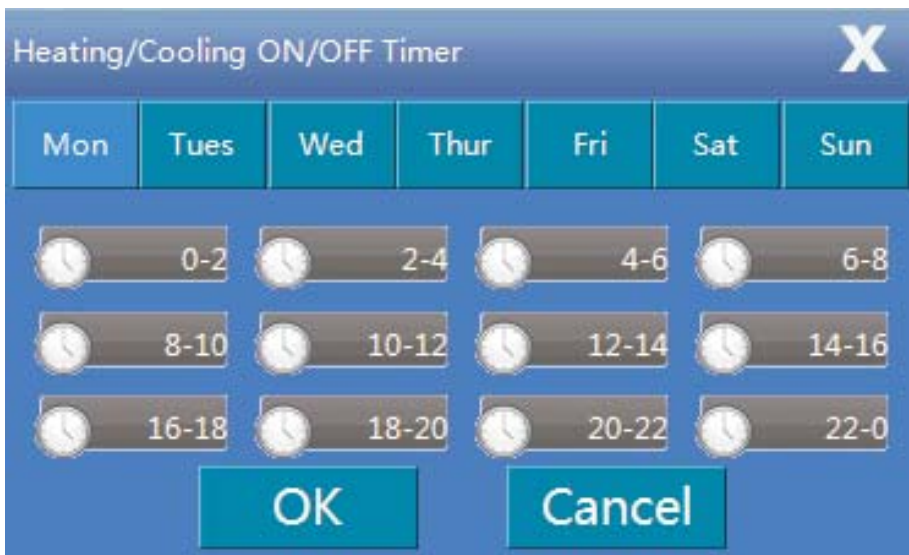 Heating/Cooling ON/OFF Timer X
Mon Tues Wed Thur Fri Sat Sun
0-2 2-4 4-6 6-8
8-10 10-12 12-14 14-16
16-18 18-20 20-22 22-0
OK Cancel